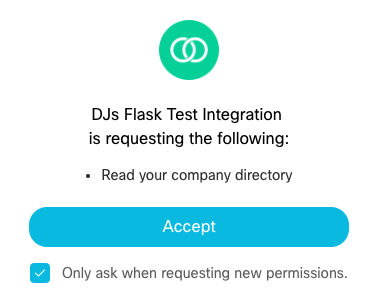 DJs Flask Test Integration
is requesting the following:
• Read your company directory
Accept
Only ask when requesting new permissions.